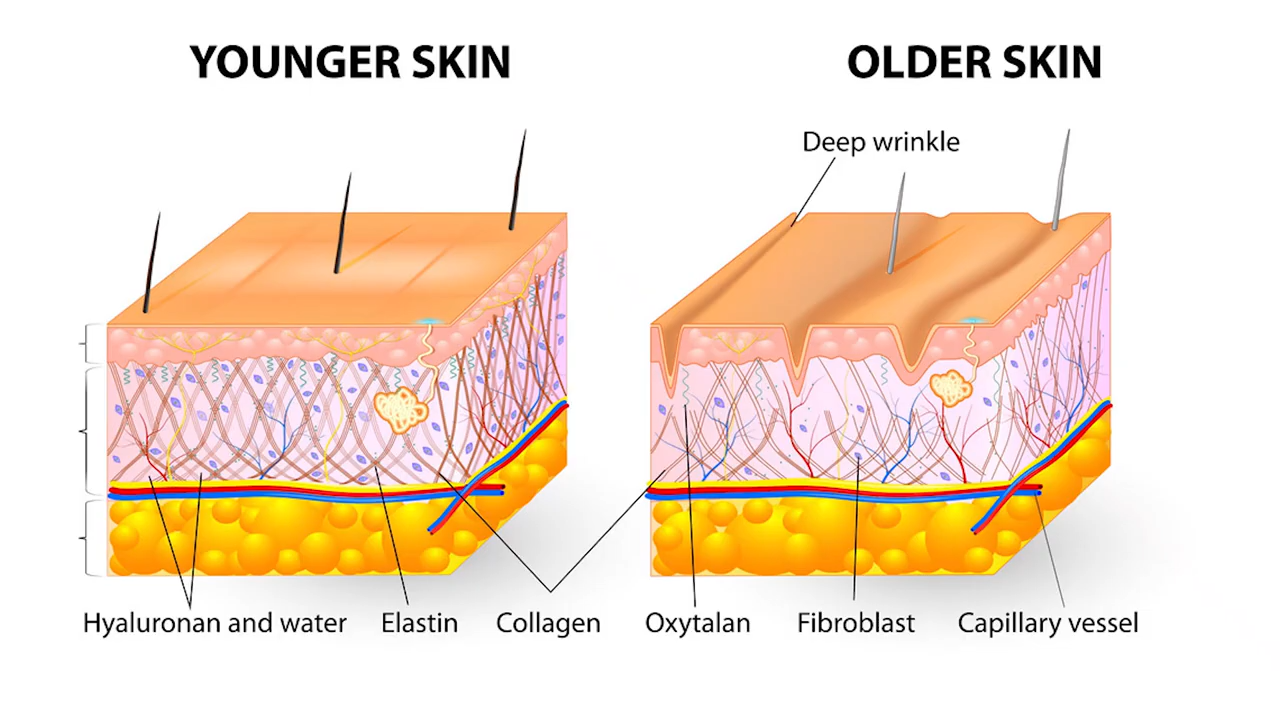 YOUNGER SKIN
OLDER SKIN
Deep wrinkle
Hyaluronan and water
Elastin
Collagen
Oxytalan
Fibroblast
Capillary vessel